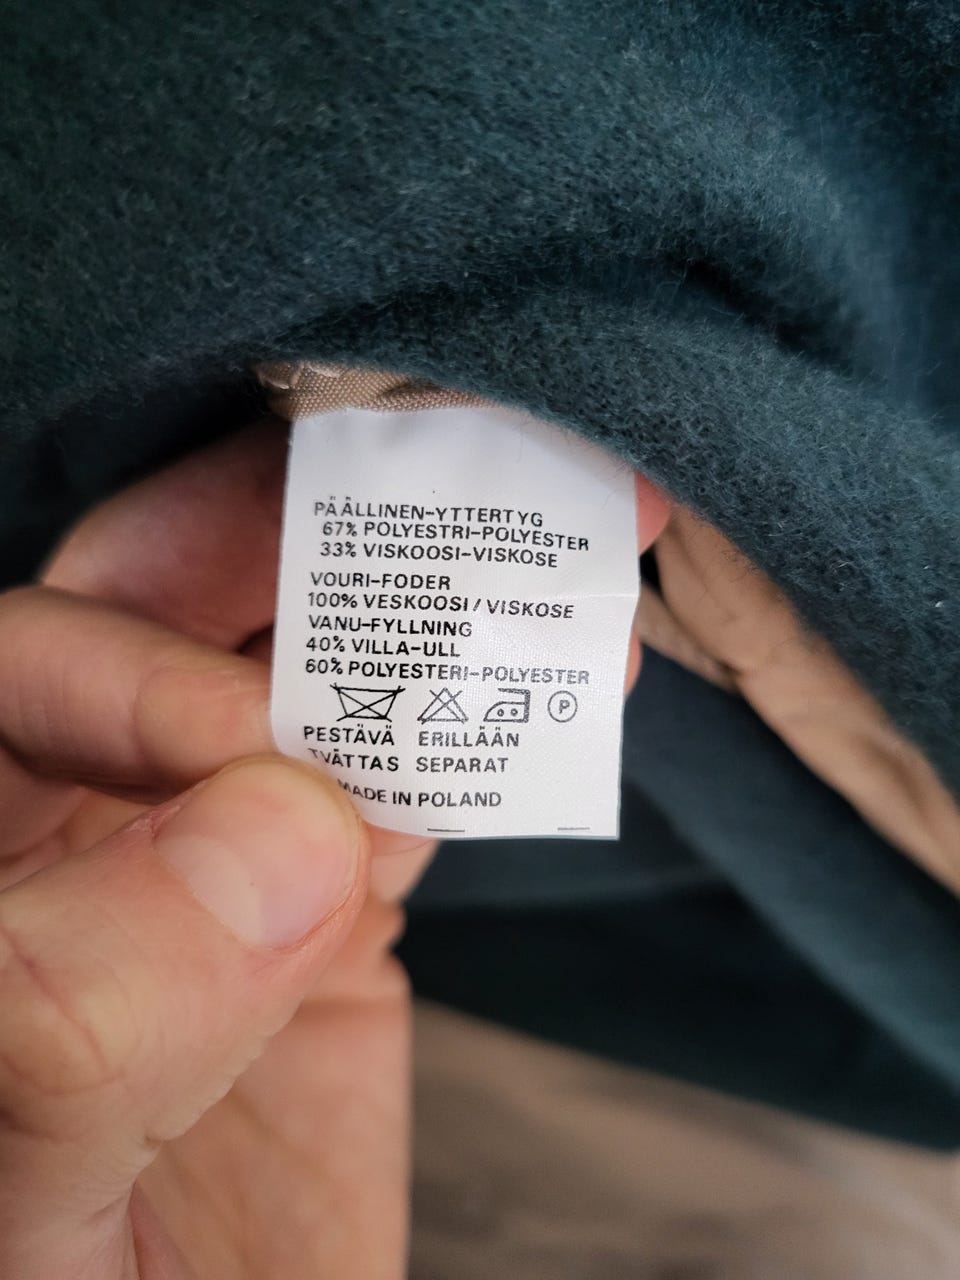 PÄÄLLINEN-YTTERTYG
67% POLYESTRI-POLYESTER
33% VISKOOSI-VISKOSE
VOURI-FODER
100% VESKOOSI / VISKOSE
VANU-FYLLNING
40% VILLA-ULL
60% POLYESTERI-POLYESTER
P
PESTÄVÄ ERILLÄÄN
TVÄTTAS SEPARAT
MADE IN POLAND